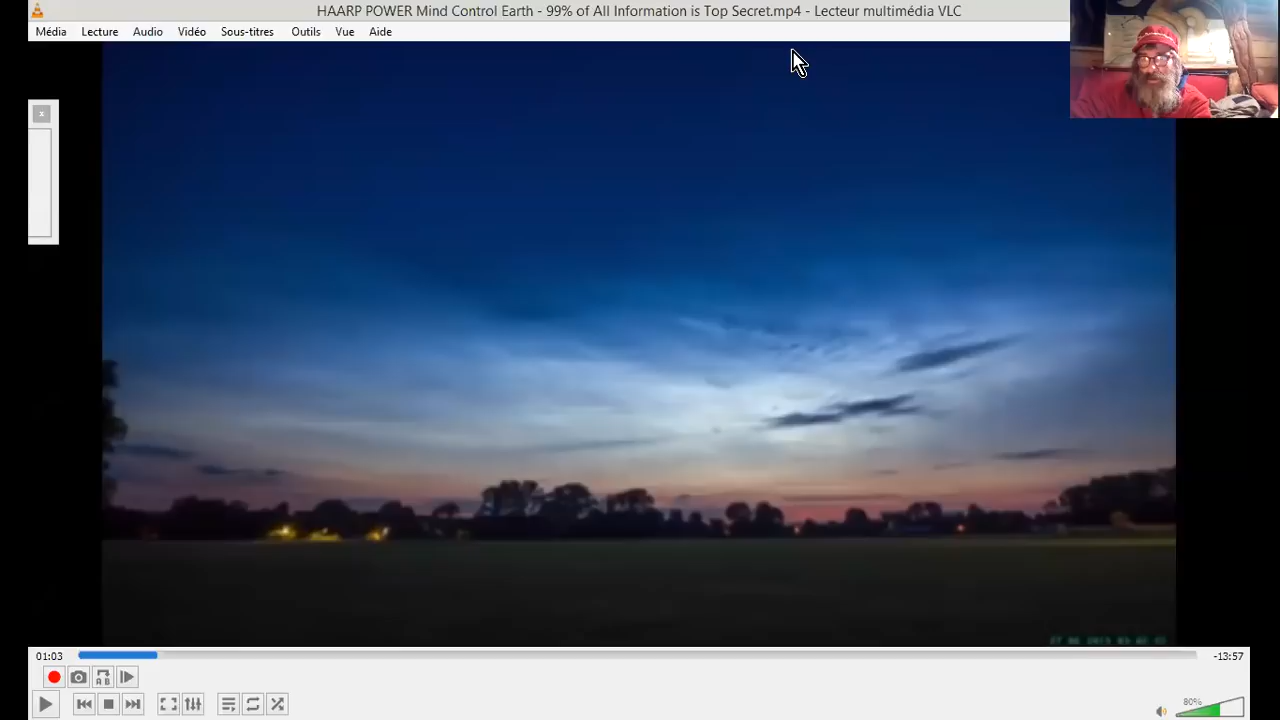 HAARP POWER Mind Control Earth - 99% of All Information is Top Secret.mp4 - Lecteur multimédia VLC
Média Lecture Audio Vidéo Sous-titres Outils Vue Aide
x
01:03
-13:57
A B
80%